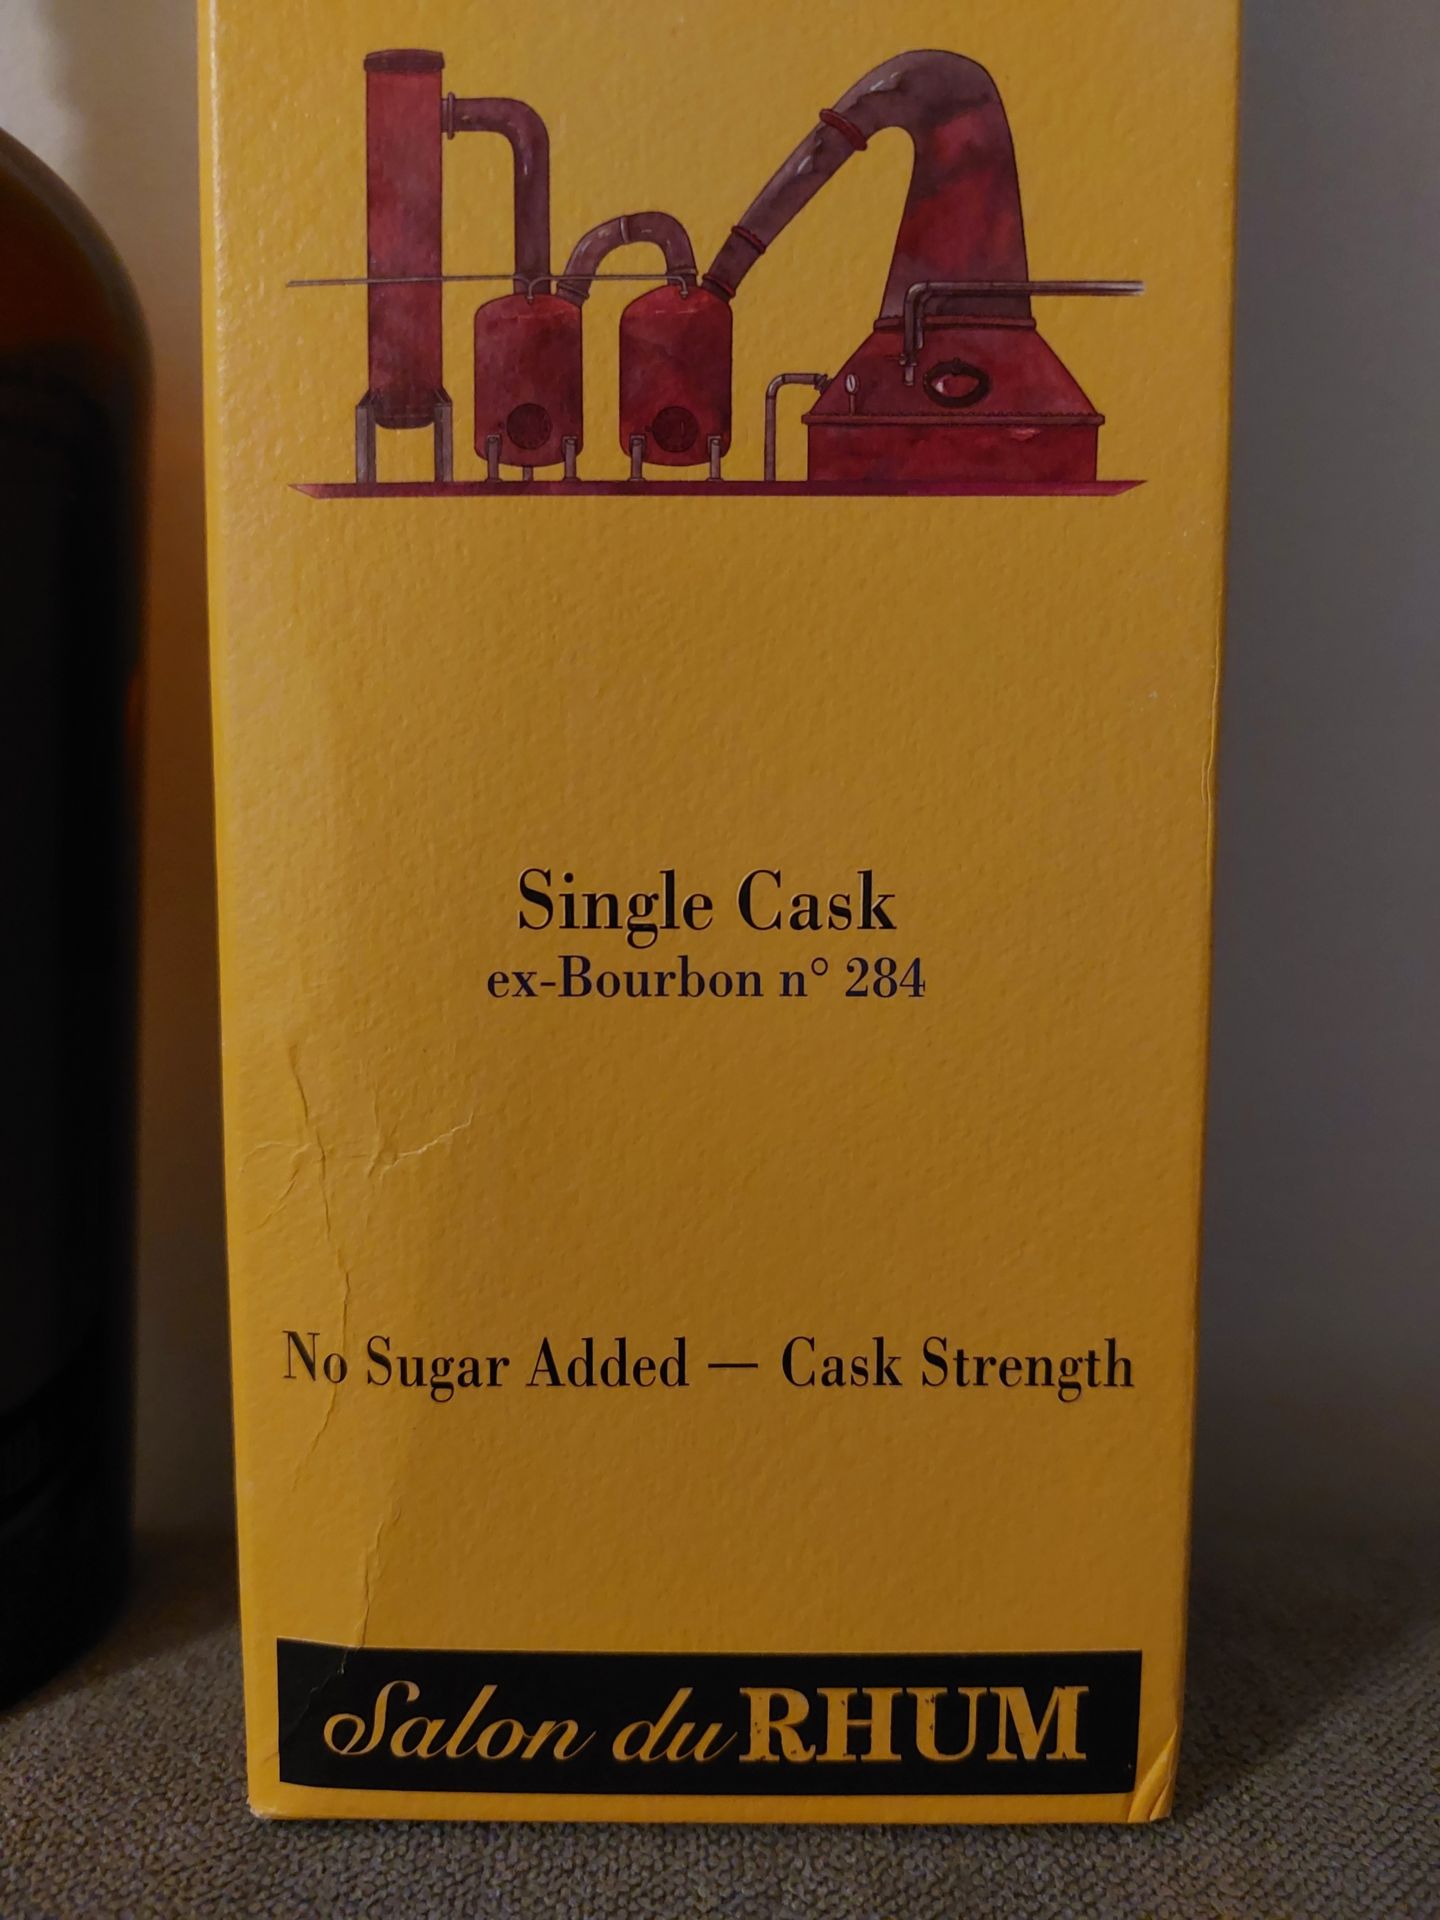 Single Cask
ex-Bourbon n° 284
No Sugar Added — Cask Strength
Salon du RHUM